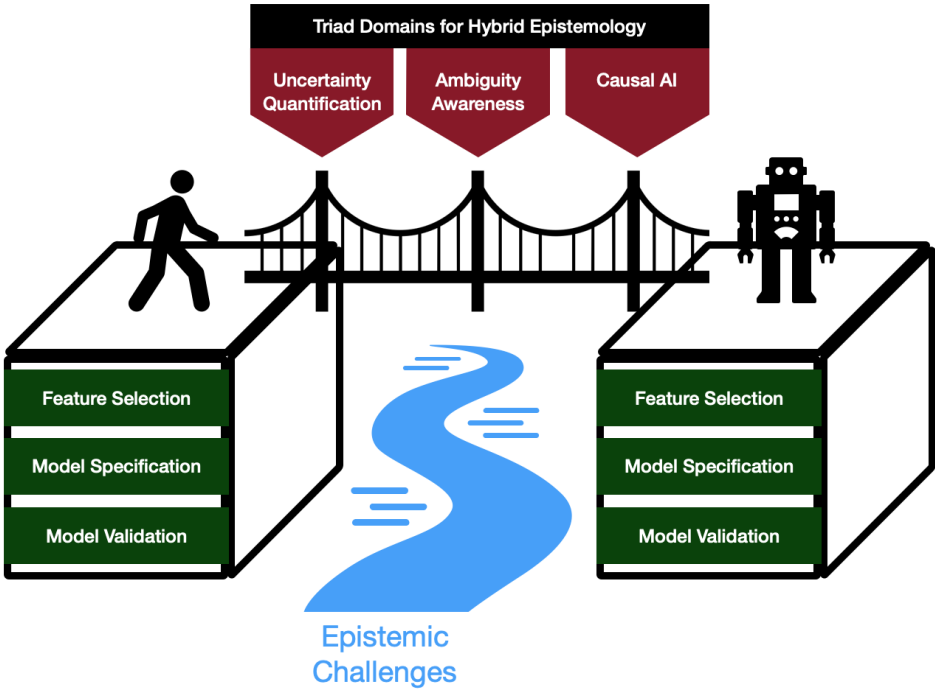 Triad Domains for Hybrid Epistemology
Uncertainty
Quantification
Ambiguity
Awareness
Causal AI
Feature Selection
Model Specification
Model Validation
Feature Selection
Model Specification
Model Validation
Epistemic
Challenges